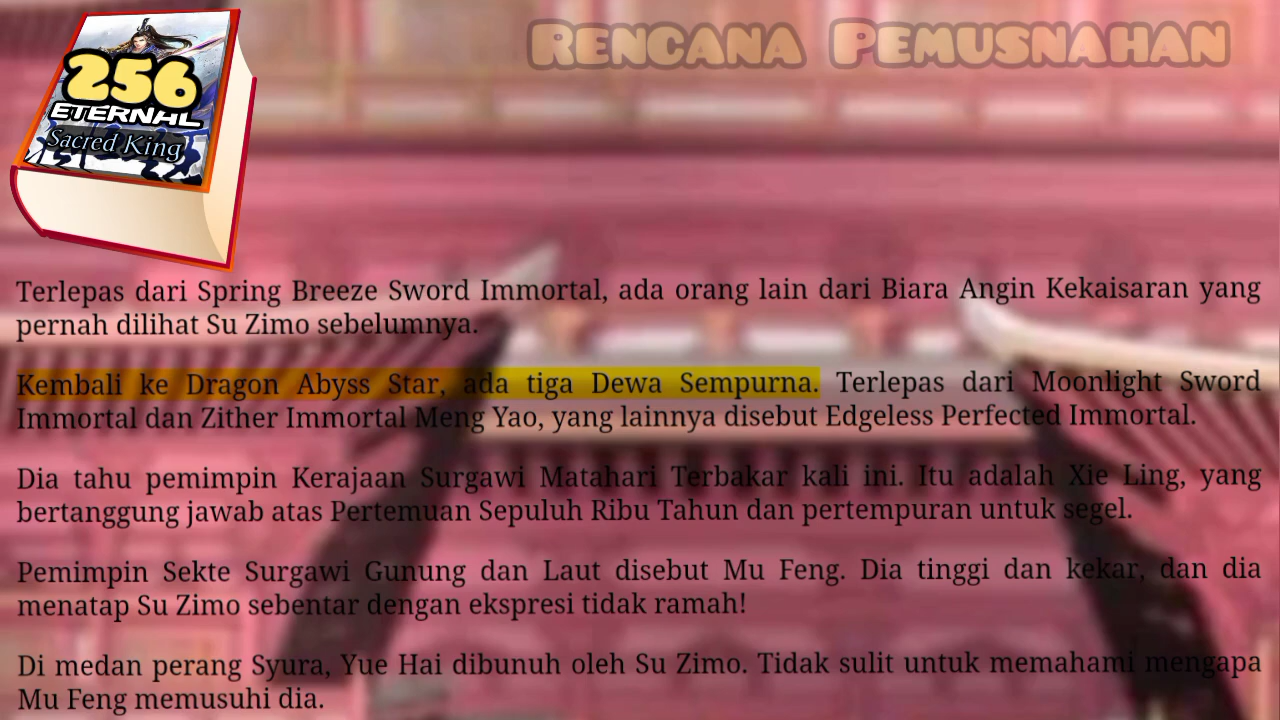 Rencana Pemusnahan
256
ETERNAL
Sacred King
Terlepas dari Spring Breeze Sword Immortal, ada orang lain dari Biara Angin Kekaisaran yang
pernah dilihat Su Zimo sebelumnya.
Kembali ke Dragon Abyss Star, ada tiga Dewa Sempurna. Terlepas dari Moonlight Sword
Immortal dan Zither Immortal Meng Yao, yang lainnya disebut Edgeless Perfected Immortal.
Dia tahu pemimpin Kerajaan Surgawi Matahari Terbakar kali ini. Itu adalah Xie Ling, yang
bertanggung jawab atas Pertemuan Sepuluh Ribu Tahun dan pertempuran untuk segel.
Pemimpin Sekte Surgawi Gunung dan Laut disebut Mu Feng. Dia tinggi dan kekar, dan dia
menatap Su Zimo sebentar dengan ekspresi tidak ramah!
Di medan perang Syura, Yue Hai dibunuh oleh Su Zimo. Tidak sulit untuk memahami mengapa
Mu Feng memusuhi dia.